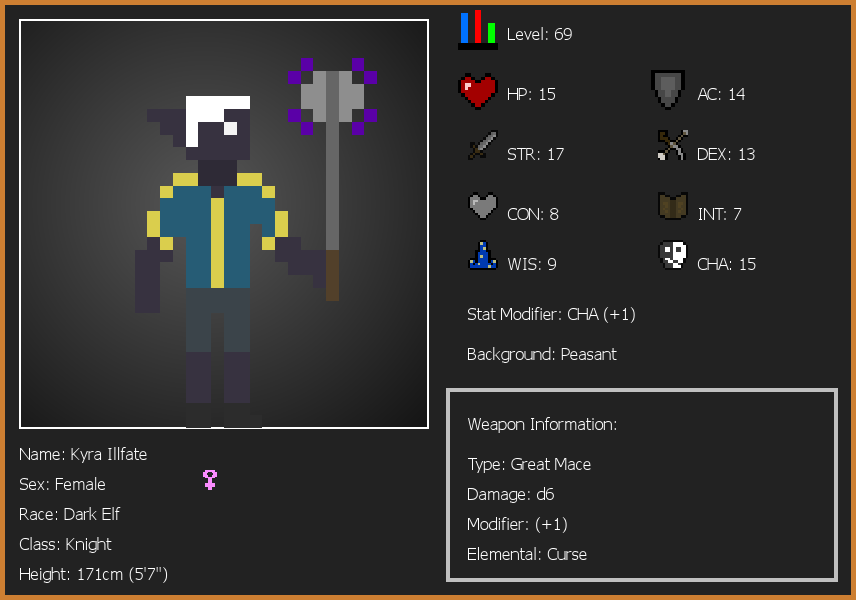 Level: 69
HP: 15
AC: 14
STR: 17
DEX: 13
CON: 8
INT: 7
WIS: 9
CHA: 15
Stat Modifier: CHA (+1)
Background: Peasant
Weapon Information:
Type: Great Mace
Damage: d6
Modifier: (+1)
Elemental: Curse
Name: Kyra Illfate
Sex: Female
Race: Dark Elf
Class: Knight
Height: 171cm (5'7")